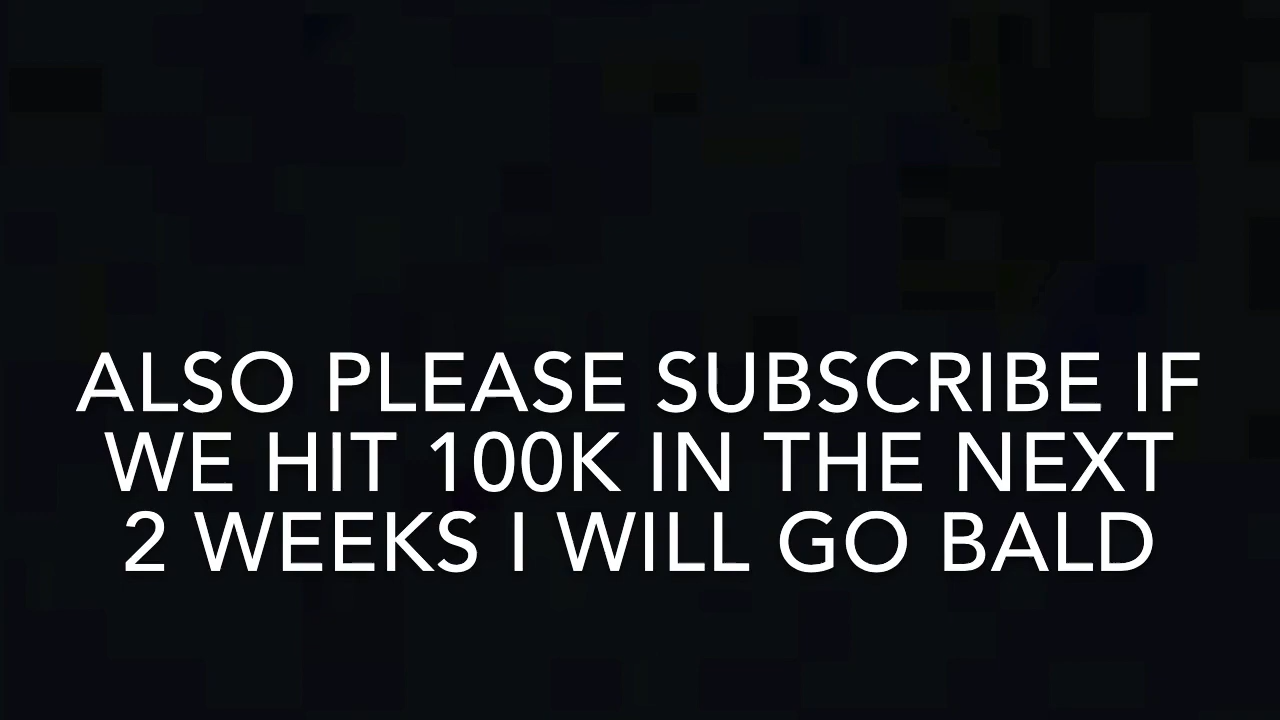 ALSO PLEASE SUBSCRIBE IF
WE HIT 100K IN THE NEXT
2 WEEKS I WILL GO BALD